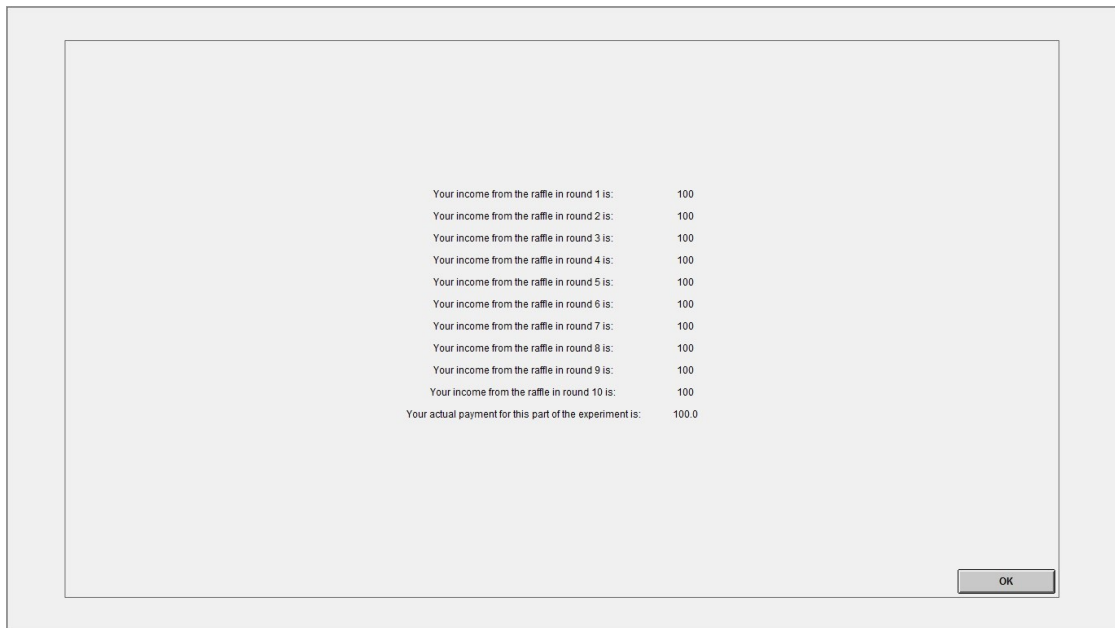 Your income from the raffle in round 1 is: 100
Your income from the raffle in round 2 is: 100
Your income from the raffle in round 3 is: 100
Your income from the raffle in round 4 is: 100
Your income from the raffle in round 5 is: 100
Your income from the raffle in round 6 is: 100
Your income from the raffle in round 7 is: 100
Your income from the raffle in round 8 is: 100
Your income from the raffle in round 9 is: 100
Your income from the raffle in round 10 is: 100
Your actual payment for this part of the experiment is: 100.0
OK